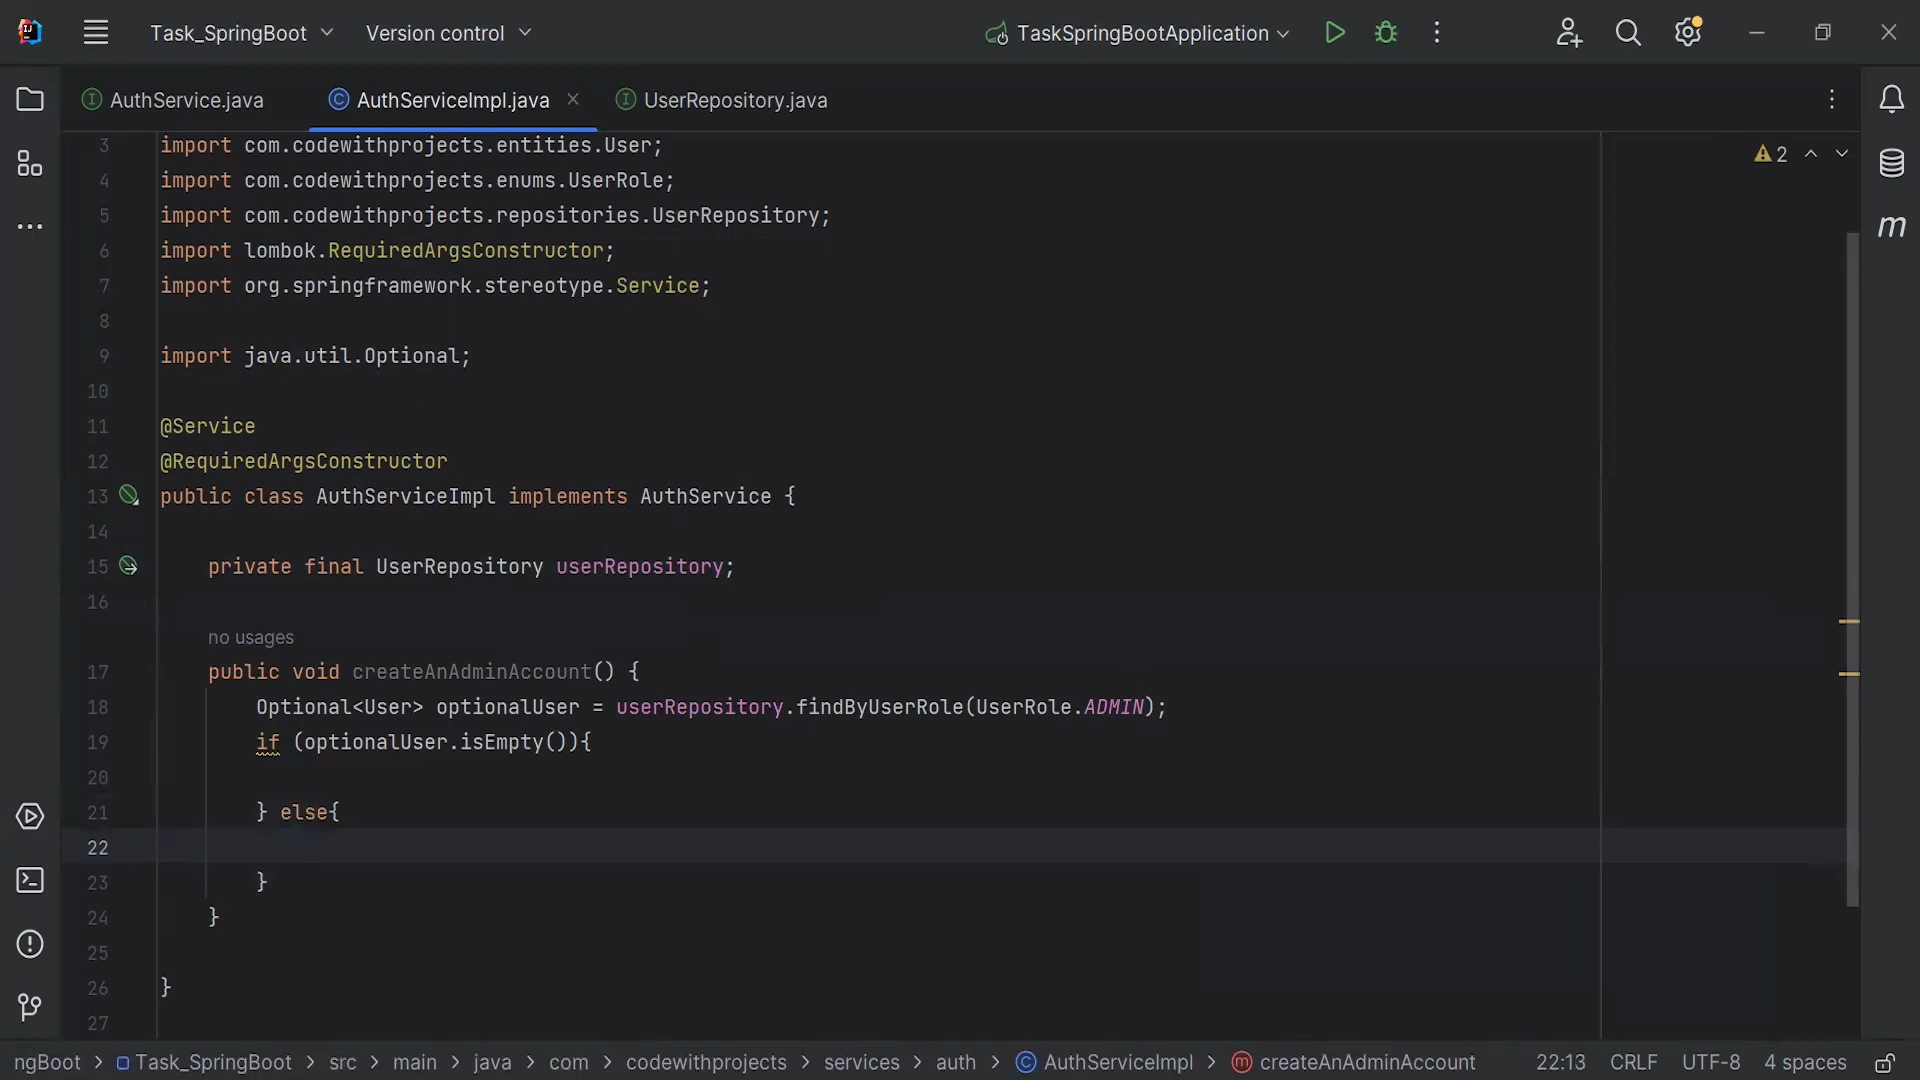 Task_SpringBoot
Version control
TaskSpringBootApplication
AuthService.java
AuthServiceImpl.java
UserRepository.java
2
3 import com.codewithprojects.entities.User;
4 import com.codewithprojects.enums.UserRole;
5 import com.codewithprojects.repositories.UserRepository;
6 import lombok.RequiredArgsConstructor;
7 import org.springframework.stereotype.Service;
8
9 import java.util.Optional;
10
11 @Service
12 @RequiredArgsConstructor
13 public class AuthServiceImpl implements AuthService {
14
15     private final UserRepository userRepository;
16
no usages
17     public void createAnAdminAccount() {
18         Optional<User> optionalUser = userRepository.findByUserRole(UserRole.ADMIN);
19         if (optionalUser.isEmpty()){
20
21         } else{
22
23         }
24     }
25
26 }
27
ngBoot > Task_SpringBoot > src > main > java > com > codewithprojects > services > auth > AuthServiceImpl > createAnAdminAccount 22:13 CRLF UTF-8 4 spaces